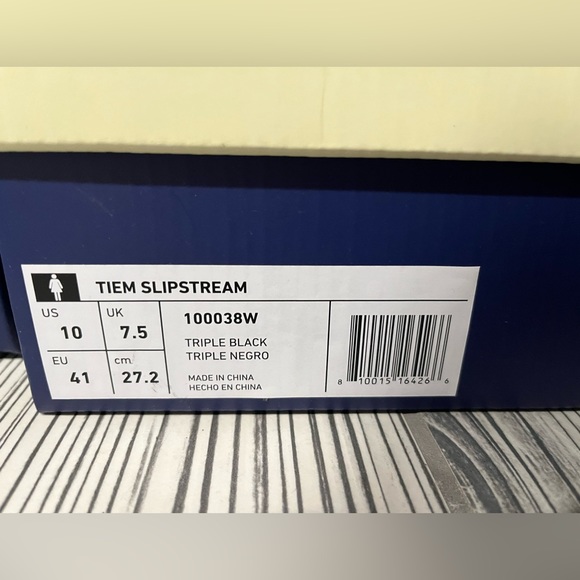 TIEM SLIPSTREAM
US 10 UK 7.5
EU 41 cm. 27.2
100038W
TRIPLE BLACK
TRIPLE NEGRO
MADE IN CHINA
HECHO EN CHINA
8 10015 16426 6